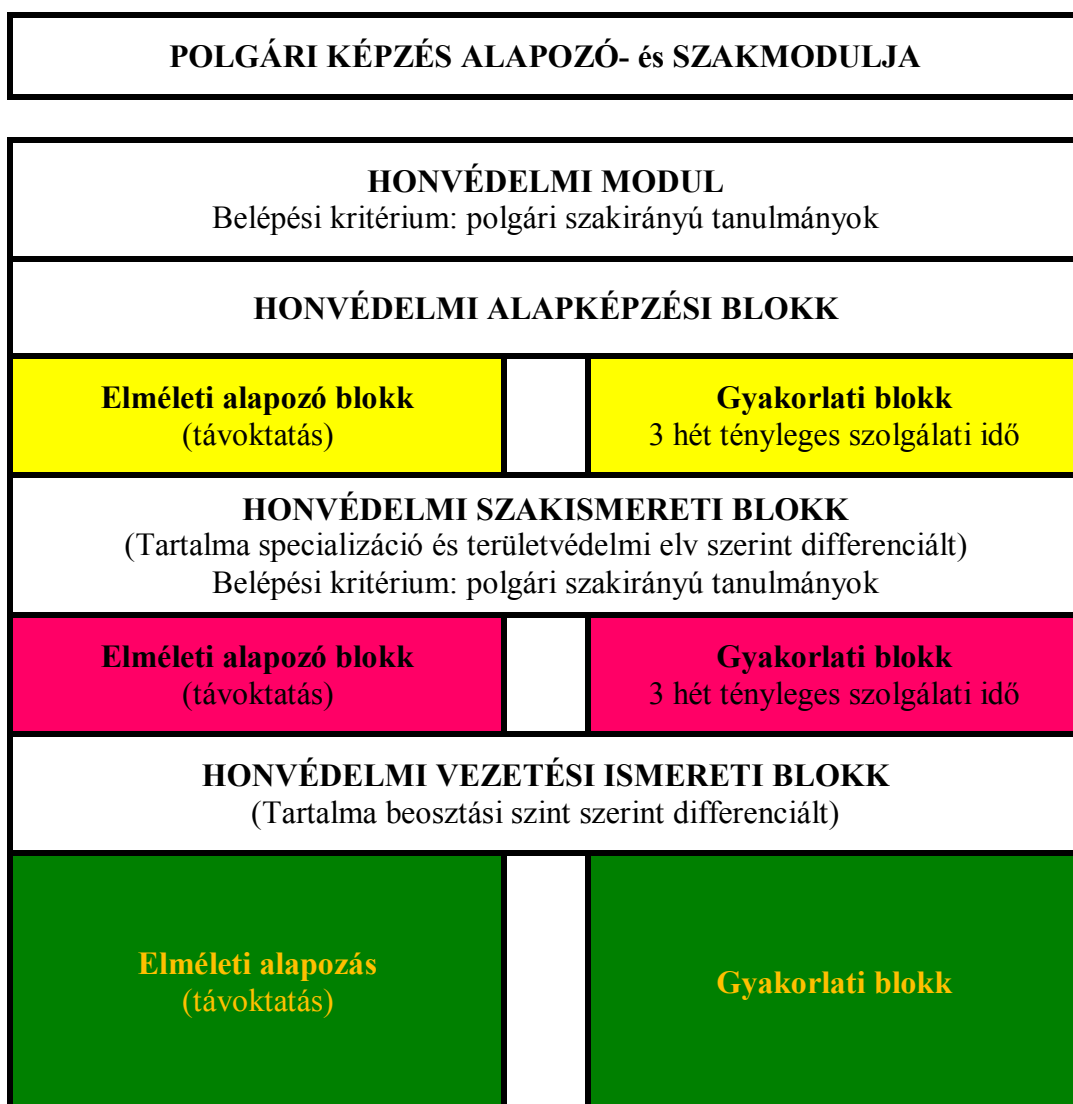 POLGÁRI KÉPZÉS ALAPOZÓ- és SZAKMODULJA
HONVÉDELMI MODUL
Belépési kritérium: polgári szakirányú tanulmányok
HONVÉDELMI ALAPKÉPZÉSI BLOKK
Elméleti alapozó blokk
(távoktatás)
Gyakorlati blokk
3 hét tényleges szolgálati idő
HONVÉDELMI SZAKISMERETI BLOKK
(Tartalma specializáció és területvédelmi elv szerint differenciált)
Belépési kritérium: polgári szakirányú tanulmányok
Elméleti alapozó blokk
(távoktatás)
Gyakorlati blokk
3 hét tényleges szolgálati idő
HONVÉDELMI VEZETÉSI ISMERETI BLOKK
(Tartalma beosztási szint szerint differenciált)
Elméleti alapozás
(távoktatás)
Gyakorlati blokk